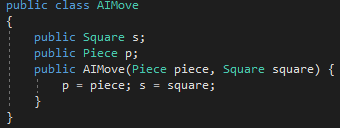 public class AIMove
{
    public Square s;
    public Piece p;
    public AIMove(Piece piece, Square square) {
        p = piece; s = square;
    }
}